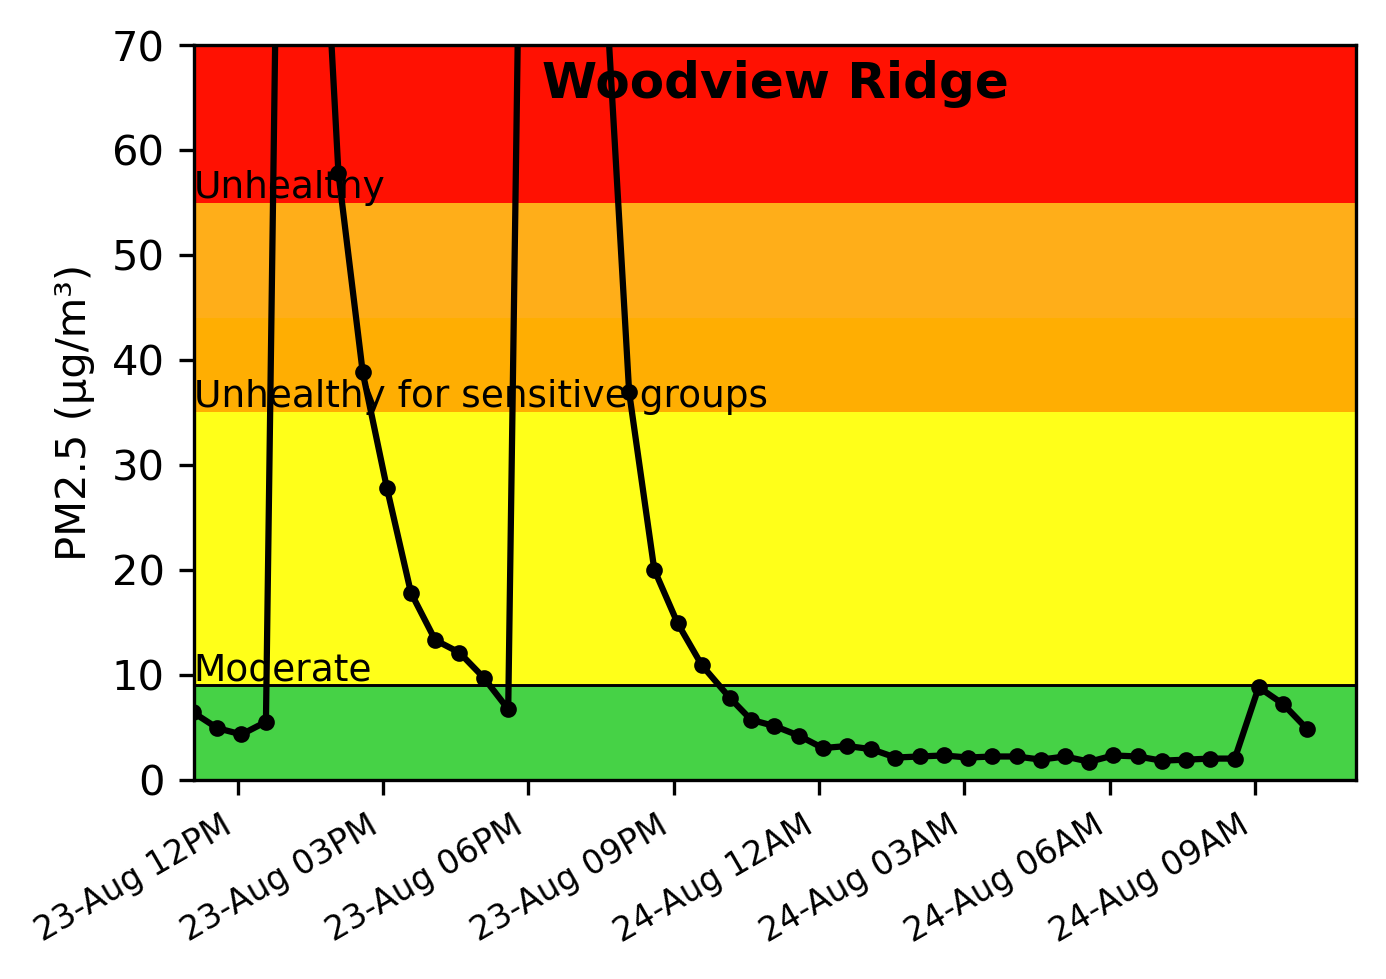 Woodview Ridge
PM2.5 (µg/m³)
70
60
50
40
30
20
10
0
Unhealthy
Unhealthy for sensitive groups
Moderate
23-Aug 12PM
23-Aug 03PM
23-Aug 06PM
23-Aug 09PM
24-Aug 12AM
24-Aug 03AM
24-Aug 06AM
24-Aug 09AM